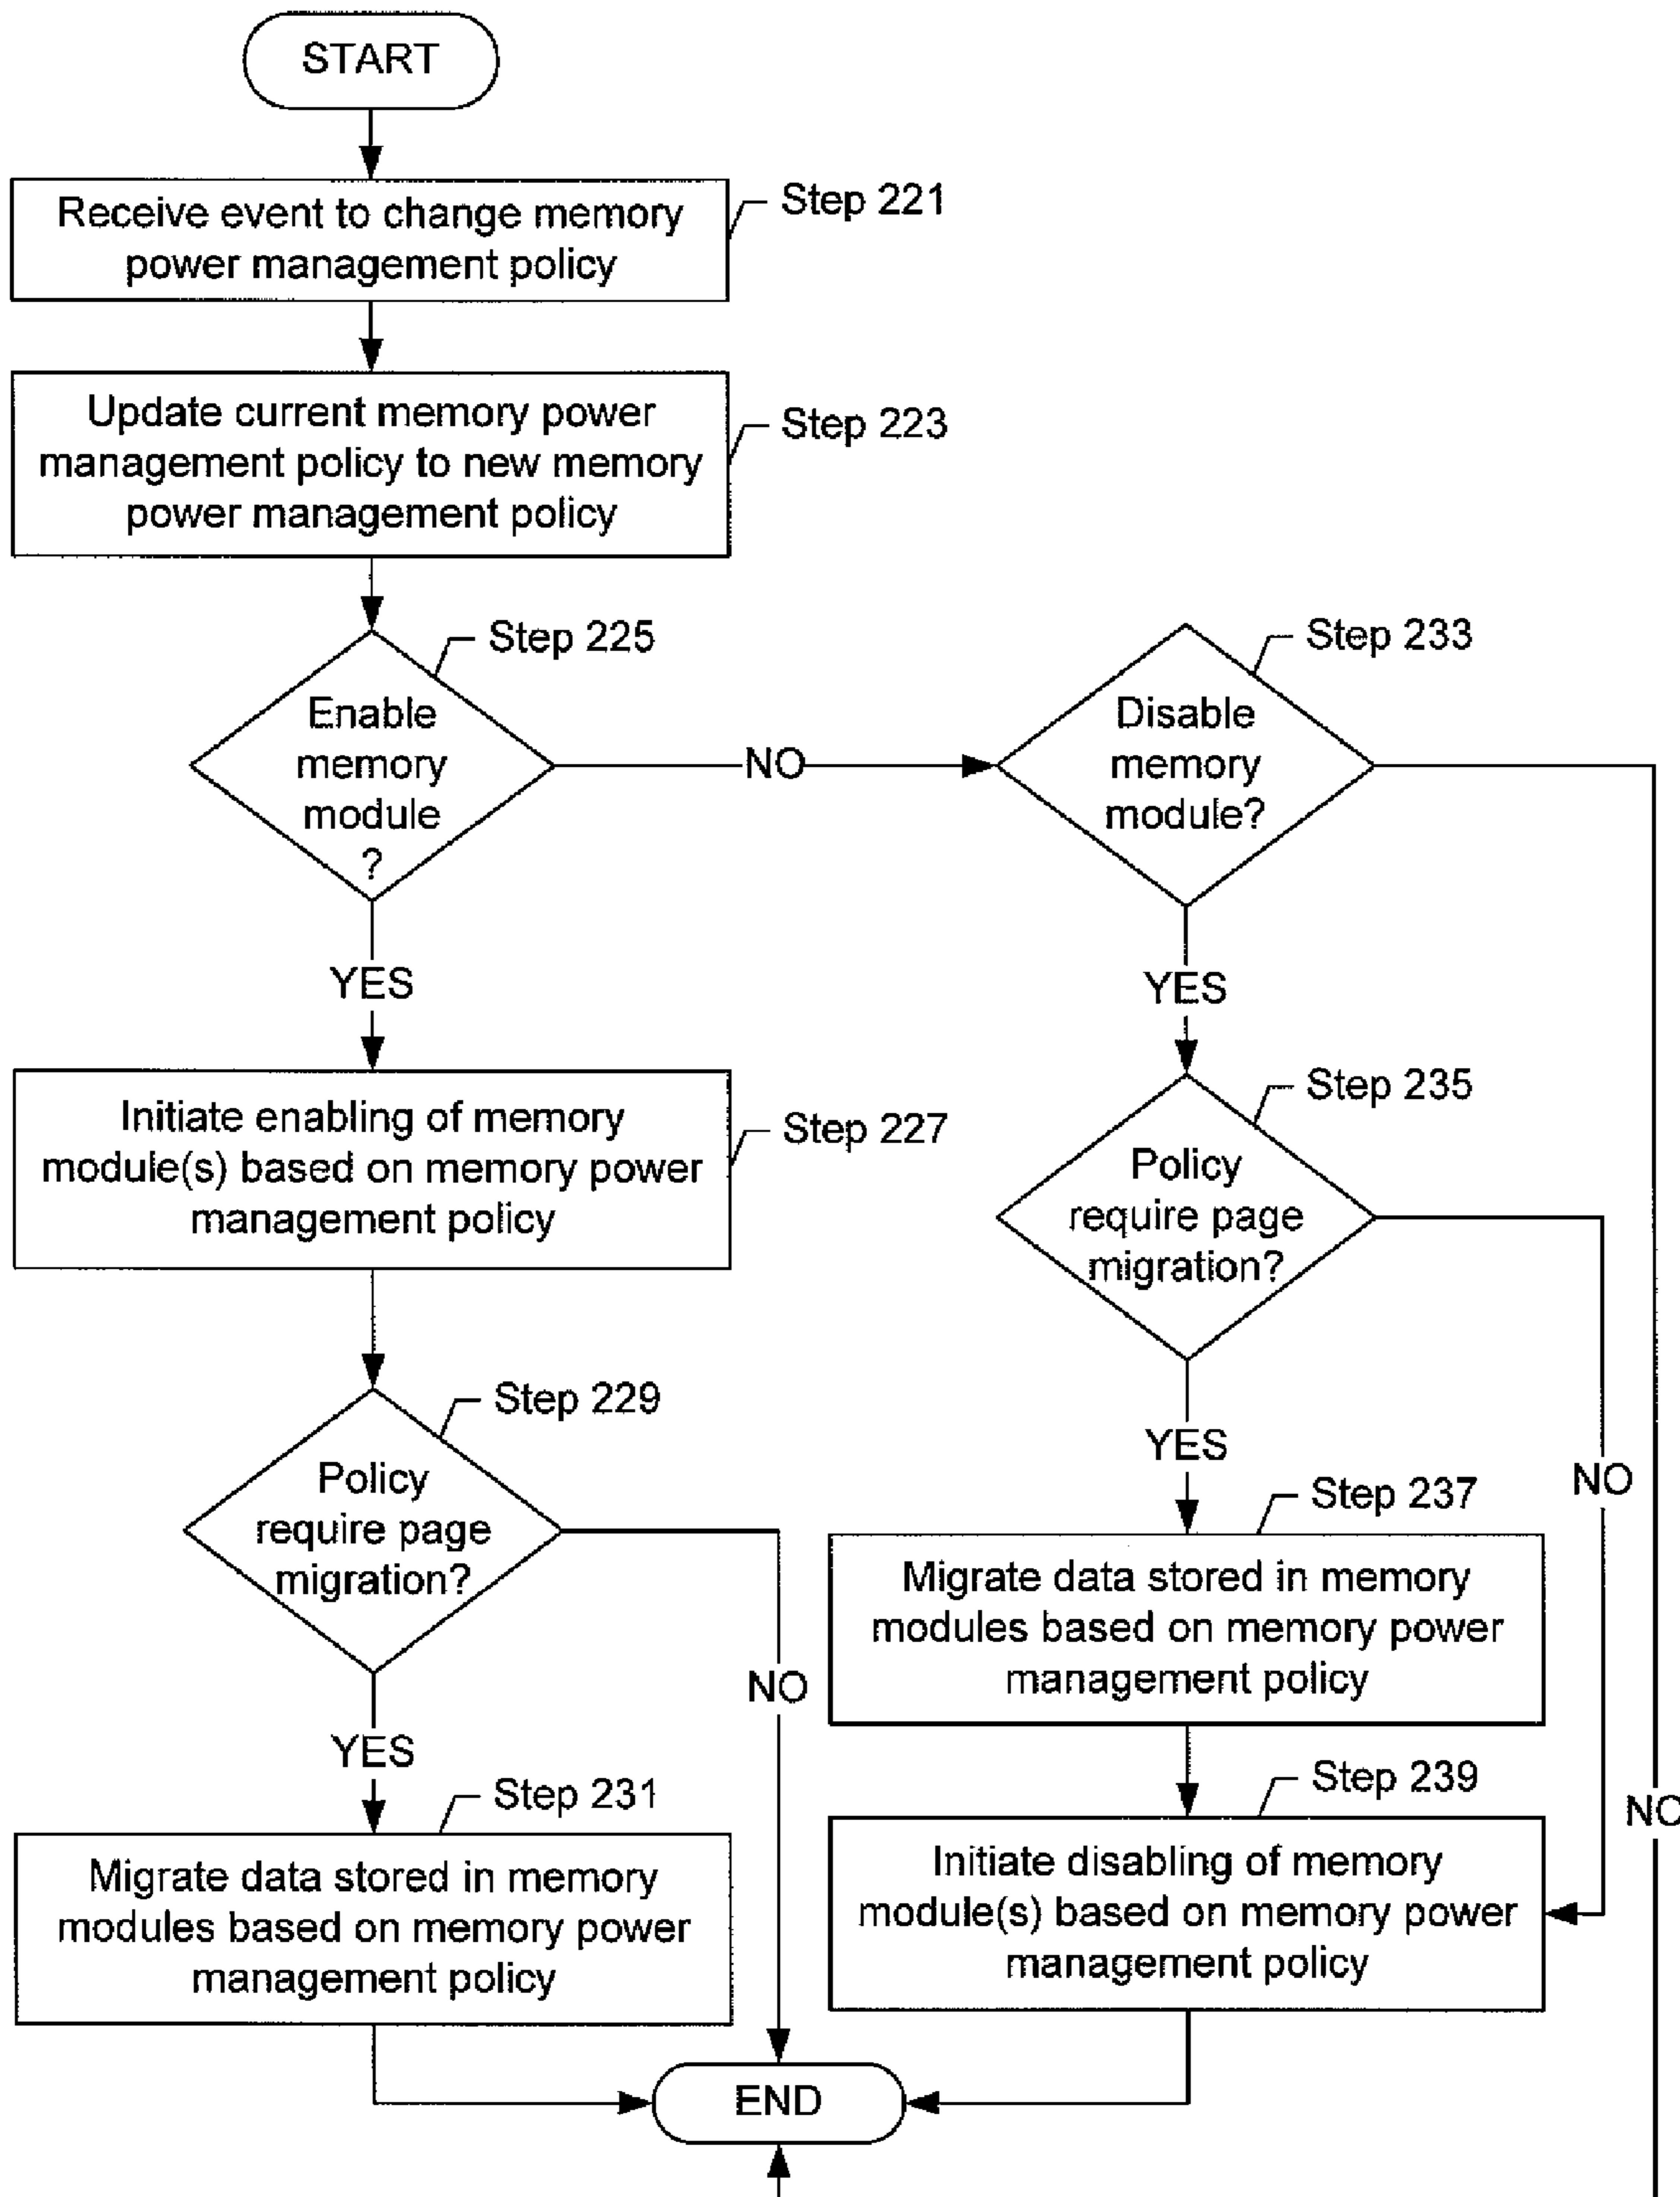 START
Receive event to change memory
power management policy
Step 221
Update current memory power
management policy to new memory
power management policy
Step 223
Enable
memory
module
?
Step 225
NO
Disable
memory
module?
Step 233
YES
YES
Initiate enabling of memory
module(s) based on memory power
management policy
Step 227
Policy
require page
migration?
Step 235
Policy
require page
migration?
Step 229
YES
NO
Migrate data stored in memory
modules based on memory power
management policy
Step 237
NO
YES
Migrate data stored in memory
modules based on memory power
management policy
Step 231
Initiate disabling of memory
module(s) based on memory power
management policy
Step 239
NO
END